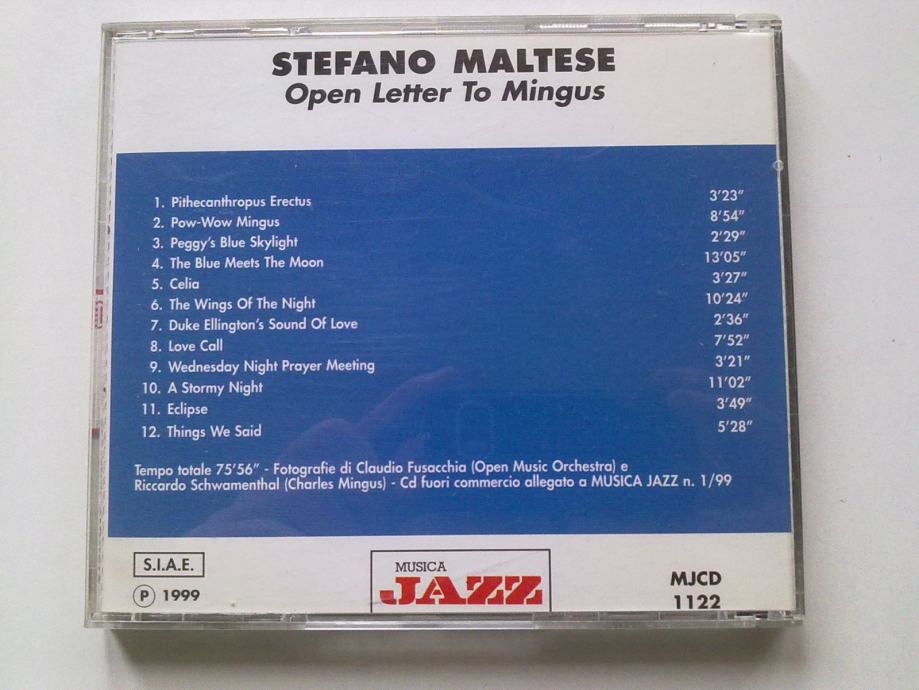 STEFANO MALTESE
Open Letter To Mingus
1. Pithecanthropus Erectus 3'23"
2. Pow-Wow Mingus 8'54"
3. Peggy's Blue Skylight 2'29"
4. The Blue Meets The Moon 13'05"
5. Celia 3'27"
6. The Wings Of The Night 10'24"
7. Duke Ellington's Sound Of Love 2'36"
8. Love Call 7'52"
9. Wednesday Night Prayer Meeting 3'21"
10. A Stormy Night 11'02"
11. Eclipse 3'49"
12. Things We Said 5'28"
Tempo totale 75'56" - Fotografie di Claudio Fusacchia (Open Music Orchestra) e
Riccardo Schwamenthal (Charles Mingus) - Cd fuori commercio allegato a MUSICA JAZZ n. 1/99
S.I.A.E.
P 1999
MUSICA
JAZZ
MJCD
1122